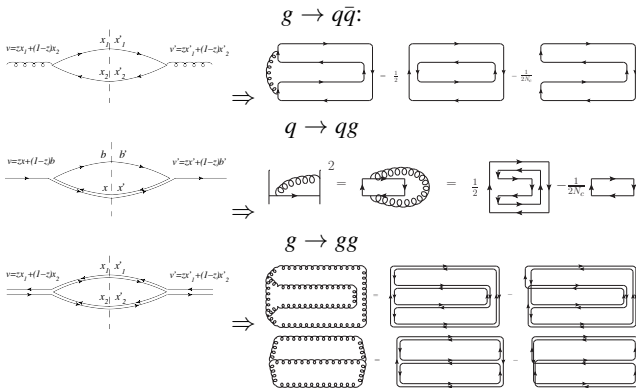 g → qq̄:
v=zx₁+(1-z)x₂ x₁ x'₁ v'=zx'₁+(1-z)x'₂
x₂ x'₂
⇒ - 1/2 - 1/2Nc
q → qg
v=zx+(1-z)b b b' v'=zx'+(1-z)b'
x x'
⇒ 2 = = 1/2 - 1/2Nc
g → gg
v=zx₁+(1-z)x₂ x₁ x'₁ v'=zx'₁+(1-z)x'₂
x₂ x'₂
⇒ - -
- -